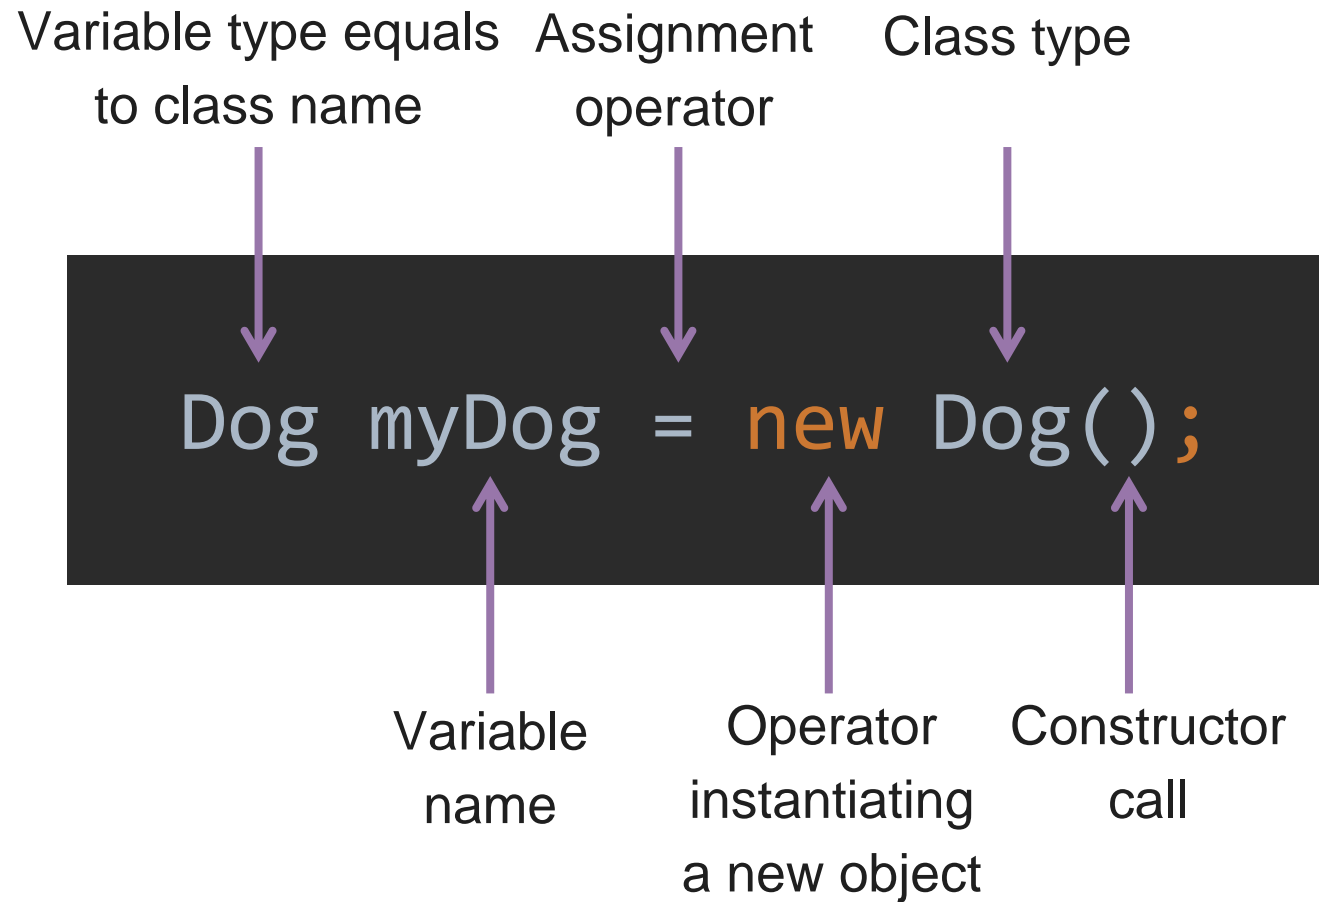 Variable type equals
to class name
Assignment
operator
Class type
Dog myDog = new Dog();
Variable
name
Operator
instantiating
a new object
Constructor
call